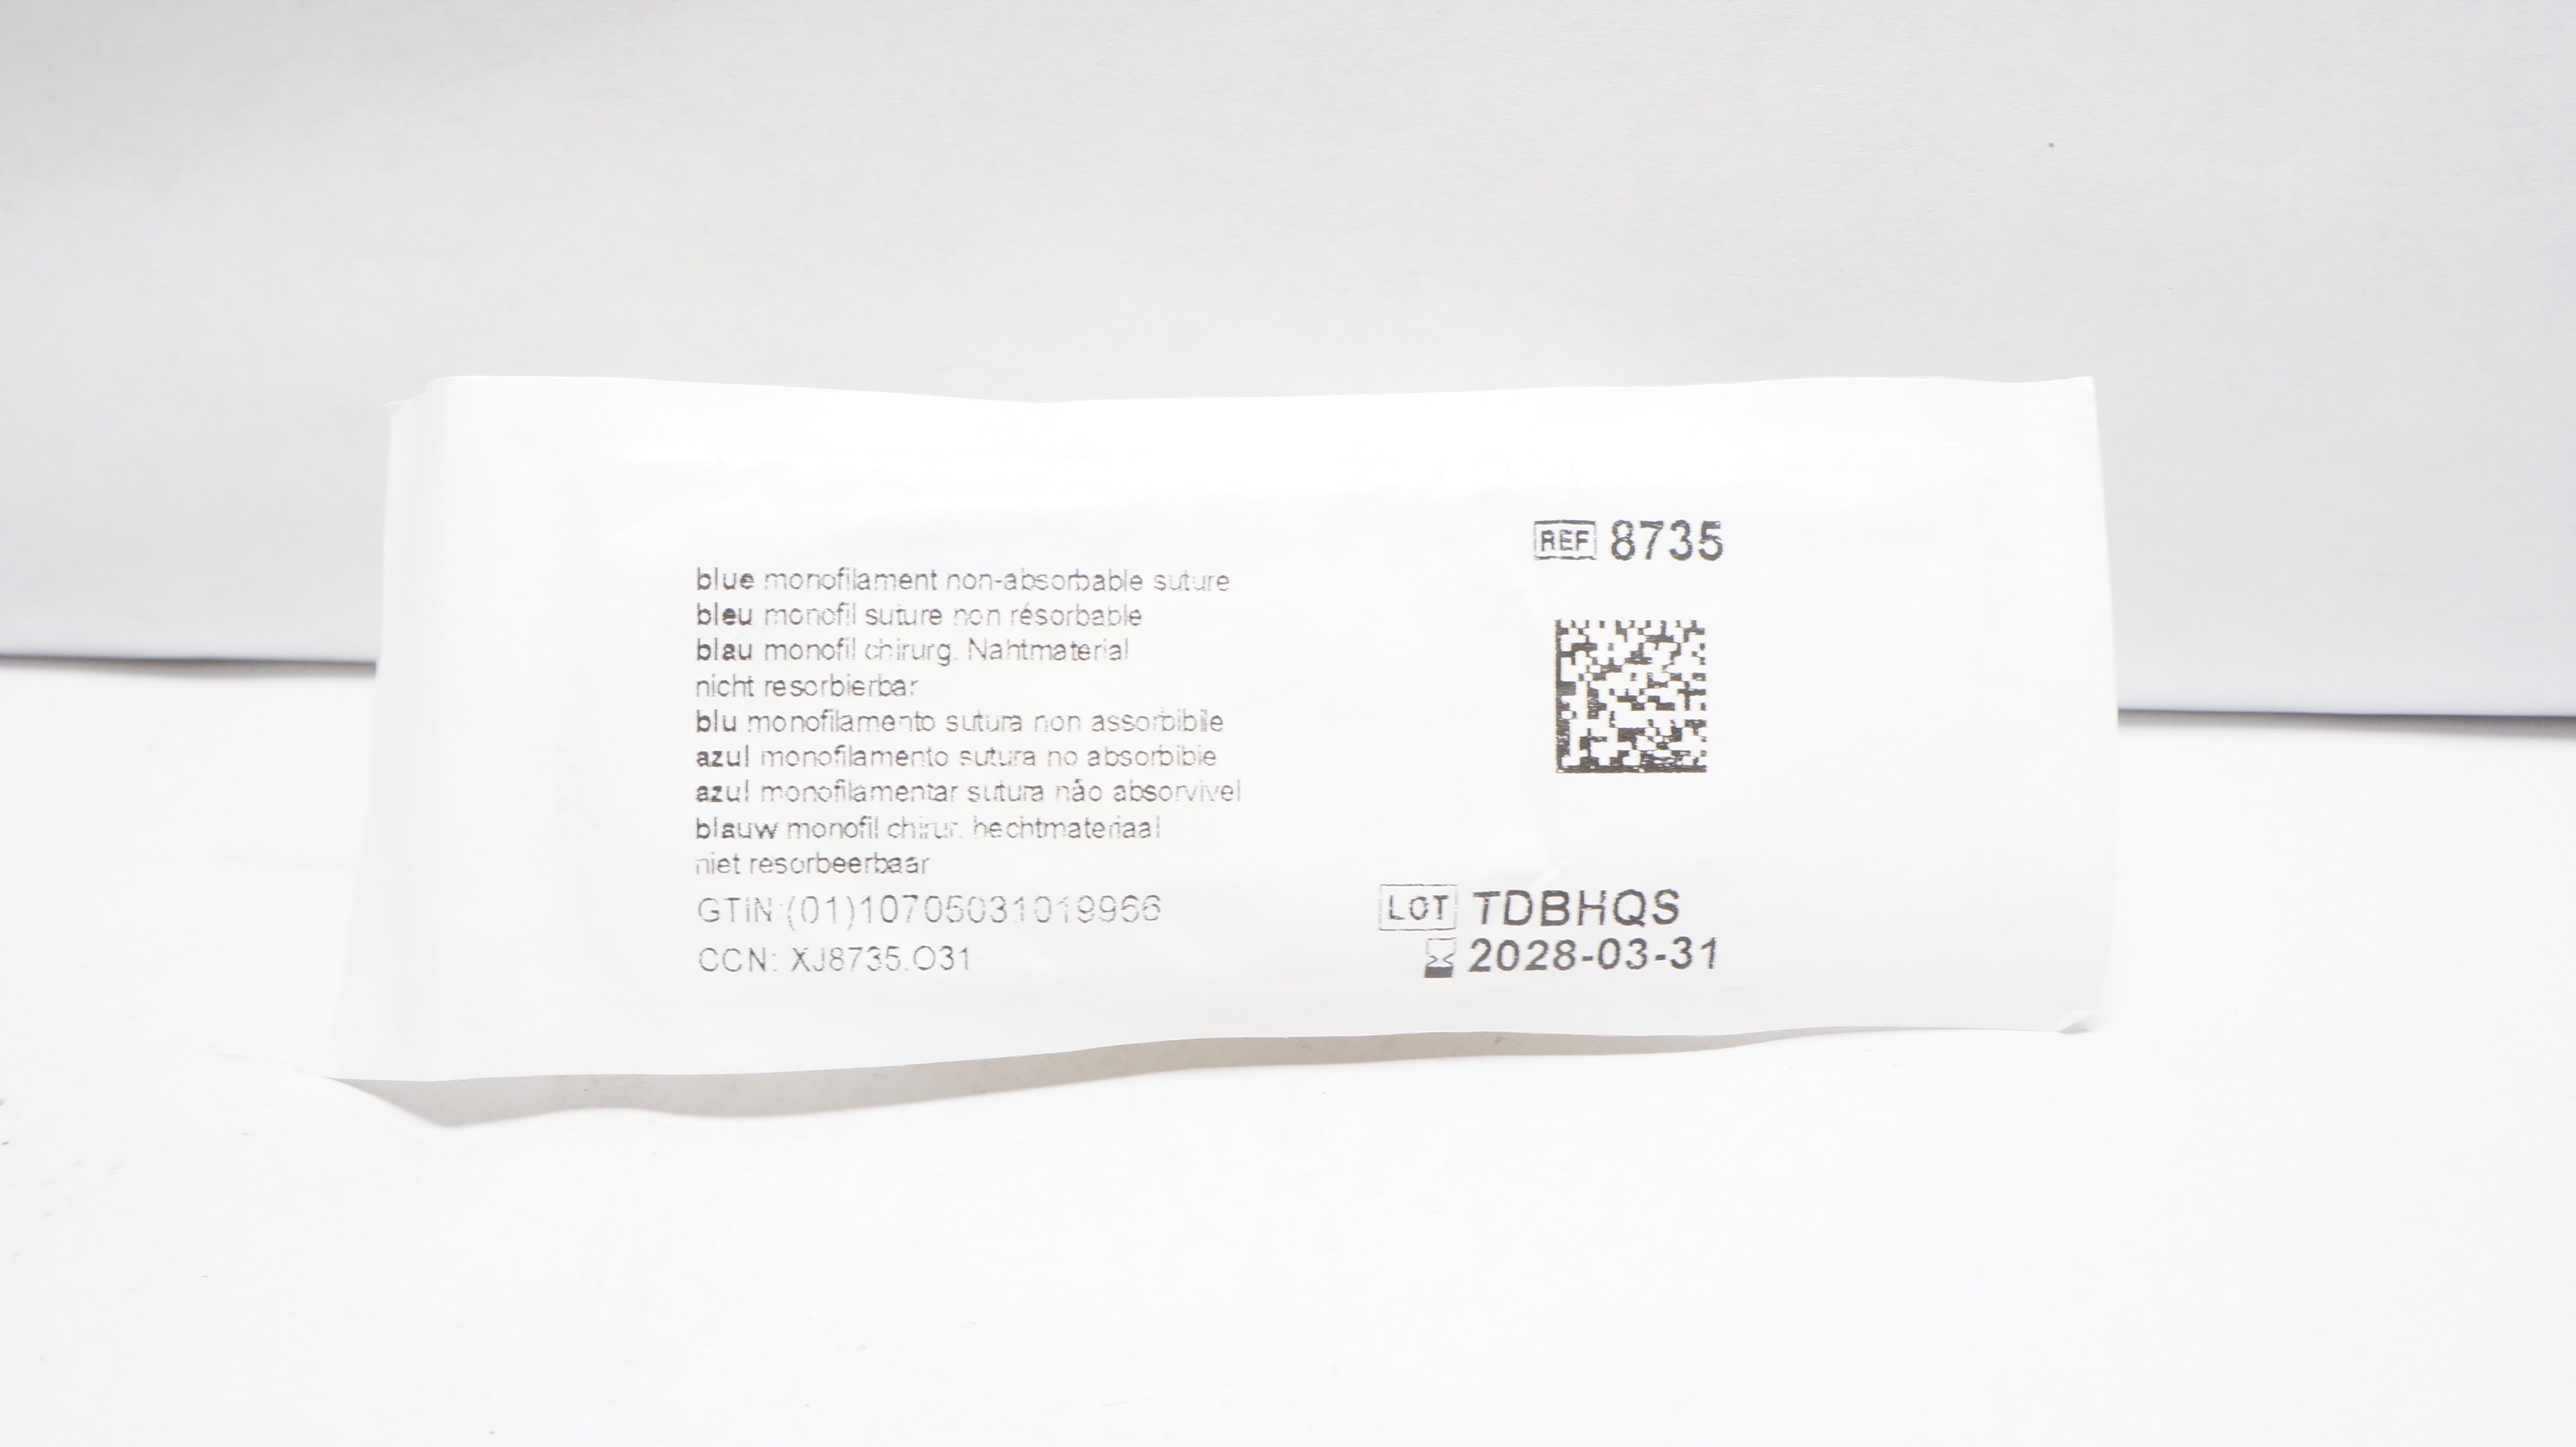 REF 8735
blue monofilament non-absorbable suture
bleu monofil suture non résorbable
blau monofil chirurg. Nahtmaterial
nicht resorbierbar
blu monofilamento sutura non assorbibile
azul monofilamento sutura no absorbible
azul monofilamentar sutura não absorvivel
blauw monofil chirur. hechtmateriaal
niet resorbeerbaar
GTIN:(01)10705031019966
CCN: XJ8735.O31
LOT TDBHQS
2028-03-31